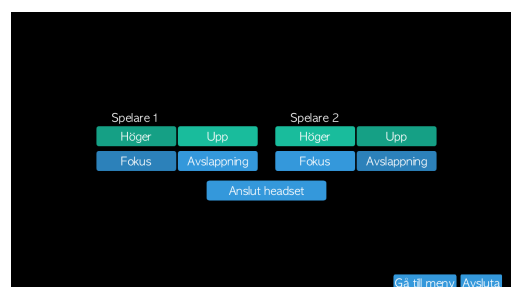 Spelare 1 Spelare 2
Höger Upp Höger Upp
Fokus Avslappning Fokus Avslappning
Anslut headset
Gå till meny Avsluta